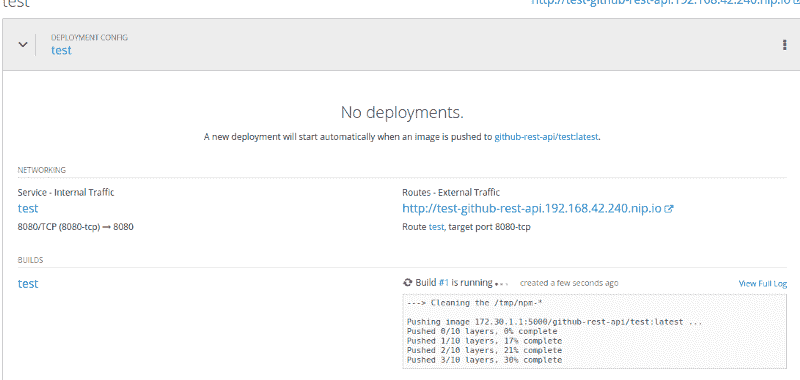 test
http://test-github-rest-api.192.168.42.240.nip.io
DEPLOYMENT CONFIG
test
No deployments.
A new deployment will start automatically when an image is pushed to github-rest-api/test:latest.
NETWORKING
Service - Internal Traffic
test
8080/TCP (8080-tcp) → 8080
Routes - External Traffic
http://test-github-rest-api.192.168.42.240.nip.io
Route test, target port 8080-tcp
BUILDS
test
Build #1 is running created a few seconds ago View Full Log
---> Cleaning the /tmp/npm-*
Pushing image 172.30.1.1:5000/github-rest-api/test:latest ...
Pushed 0/10 layers, 0% complete
Pushed 1/10 layers, 17% complete
Pushed 2/10 layers, 21% complete
Pushed 3/10 layers, 30% complete